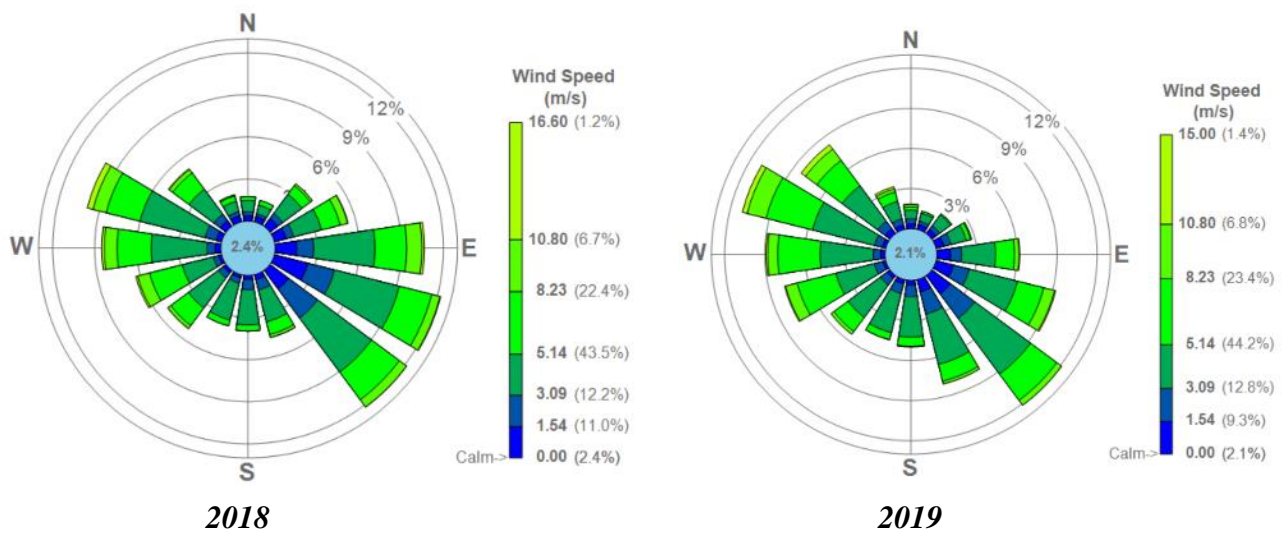 N
12%
9%
6%
W
2.4%
E
S
Wind Speed
(m/s)
16.60 (1.2%)
10.80 (6.7%)
8.23 (22.4%)
5.14 (43.5%)
3.09 (12.2%)
1.54 (11.0%)
Calm-> 0.00 (2.4%)
2018
N
12%
9%
6%
3%
W
2.1%
E
S
Wind Speed
(m/s)
15.00 (1.4%)
10.80 (6.8%)
8.23 (23.4%)
5.14 (44.2%)
3.09 (12.8%)
1.54 (9.3%)
Calm-> 0.00 (2.1%)
2019